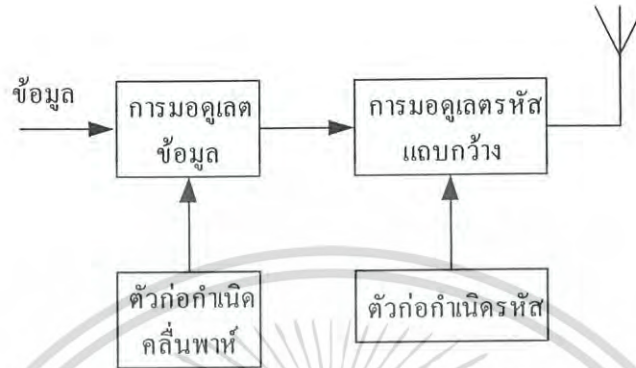 ข้อมูล
การมอดูเลต
ข้อมูล
การมอดูเลตรหัส
แถบกว้าง
ตัวก่อกำเนิด
คลื่นพาห์
ตัวก่อกำเนิดรหัส